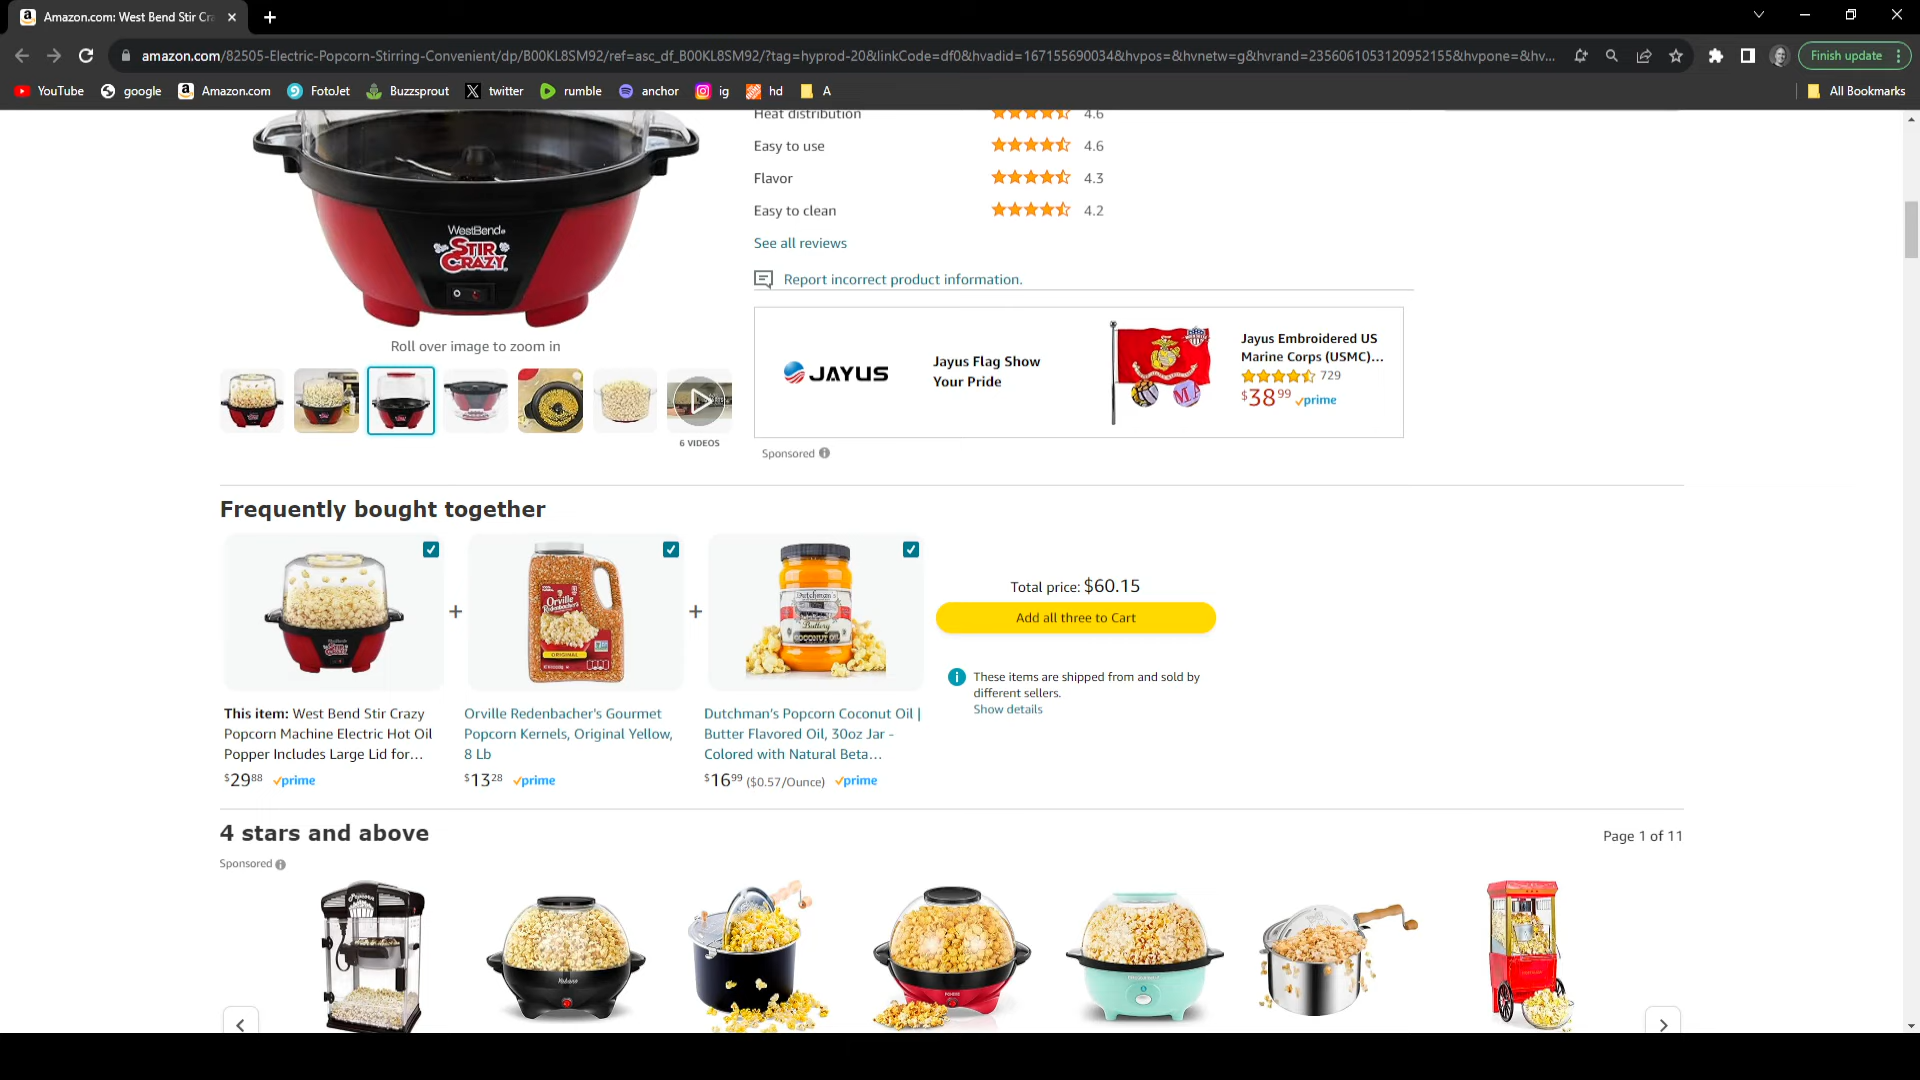 Amazon.com: West Bend Stir Cra
amazon.com/82505-Electric-Popcorn-Stirring-Convenient/dp/B00KL8SM92/ref=asc_df_B00KL8SM92/?tag=hyprod-20&linkCode=df0&hvadid=167155690034&hvpos=&hvnetw=g&hvrand=2356061053120952155&hvpone=&hv...
Finish update
YouTube google Amazon.com FotoJet Buzzsprout twitter rumble anchor ig hd A All Bookmarks
Heat distribution 4.6
Easy to use 4.6
Flavor 4.3
Easy to clean 4.2
See all reviews
Report incorrect product information.
WestBend
STIR
CRAZY
Roll over image to zoom in
6 VIDEOS
JAYUS
Jayus Flag Show
Your Pride
Jayus Embroidered US
Marine Corps (USMC)...
729
$38 99 prime
Sponsored
Frequently bought together
Orville
Redenbacher's
ORIGINAL
Dutchman's
Buttery
COCONUT OIL
+
+
Total price: $60.15
Add all three to Cart
These items are shipped from and sold by
different sellers.
Show details
This item: West Bend Stir Crazy
Popcorn Machine Electric Hot Oil
Popper Includes Large Lid for...
$29 88 prime
Orville Redenbacher's Gourmet
Popcorn Kernels, Original Yellow,
8 Lb
$13 28 prime
Dutchman's Popcorn Coconut Oil |
Butter Flavored Oil, 30oz Jar -
Colored with Natural Beta...
$16 99 ($0.57/Ounce) prime
4 stars and above
Page 1 of 11
Sponsored